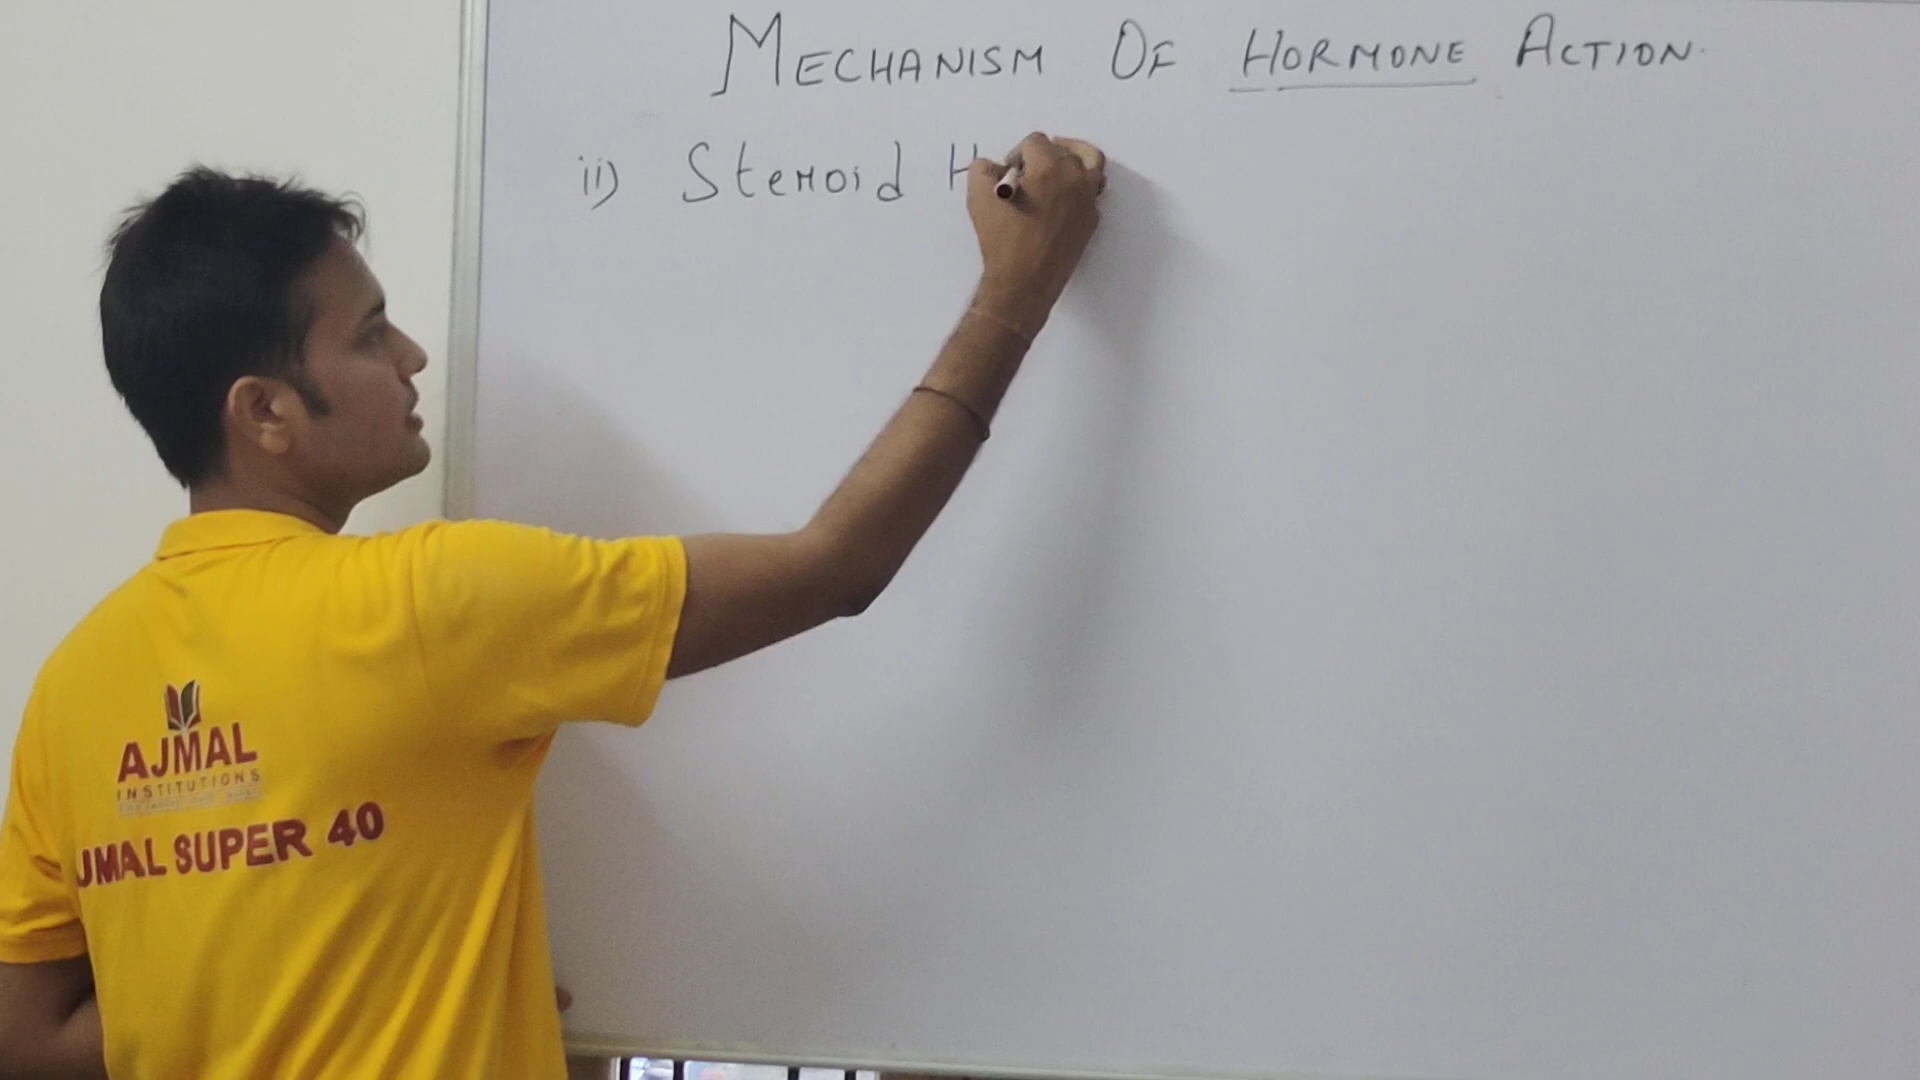 MECHANISM OF HORMONE ACTION.
ii) Steroid H
AJMAL
INSTITUTIONS
JMAL SUPER 40